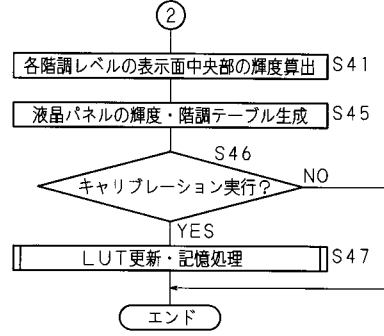 ②
各階調レベルの表示面中央部の輝度算出 S41
液晶パネルの輝度・階調テーブル生成 S45
S46
キャリブレーション実行？ NO
YES
LUT更新・記憶処理 S47
エンド